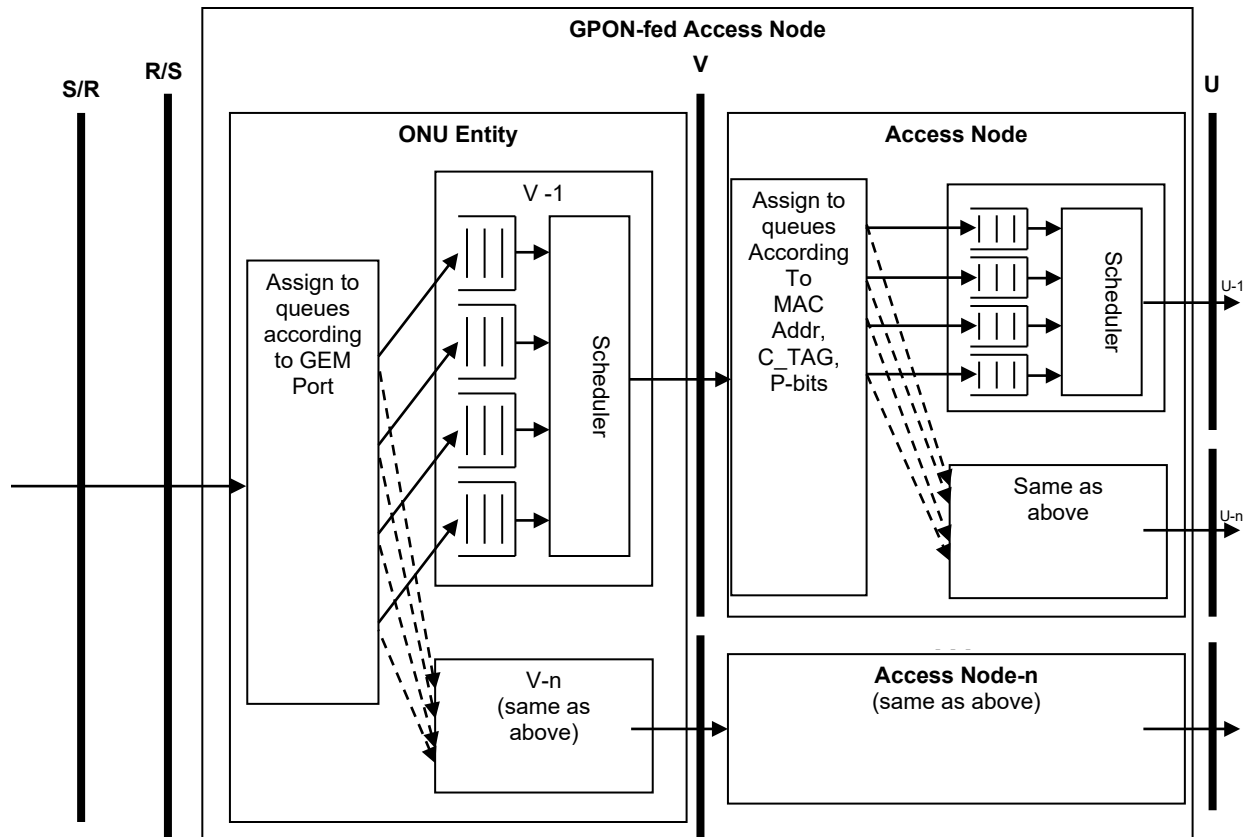 GPON-fed Access Node
S/R
R/S
V
U
ONU Entity
Access Node
V -1
Assign to
queues
according
to GEM
Port
Scheduler
Assign to
queues
According
To
MAC
Addr,
C_TAG,
P-bits
Scheduler
U-1
Same as
above
U-n
V-n
(same as
above)
Access Node-n
(same as above)